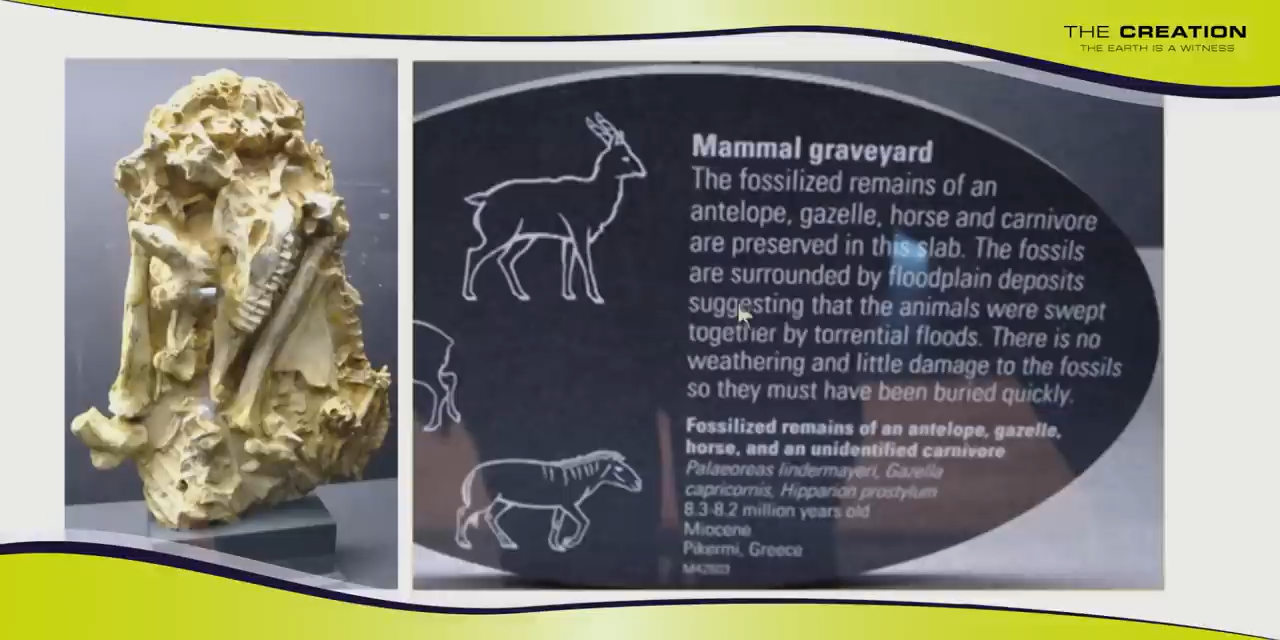 THE CREATION
THE EARTH IS A WITNESS
Mammal graveyard
The fossilized remains of an
antelope, gazelle, horse and carnivore
are preserved in this slab. The fossils
are surrounded by floodplain deposits
suggesting that the animals were swept
together by torrential floods. There is no
weathering and little damage to the fossils
so they must have been buried quickly.
Fossilized remains of an antelope, gazelle,
horse, and an unidentified carnivore
Palaeoreas lindermayeri, Gazella
capricornis, Hipparion prostylum
8.3-8.2 million years old
Miocene
Pikermi, Greece